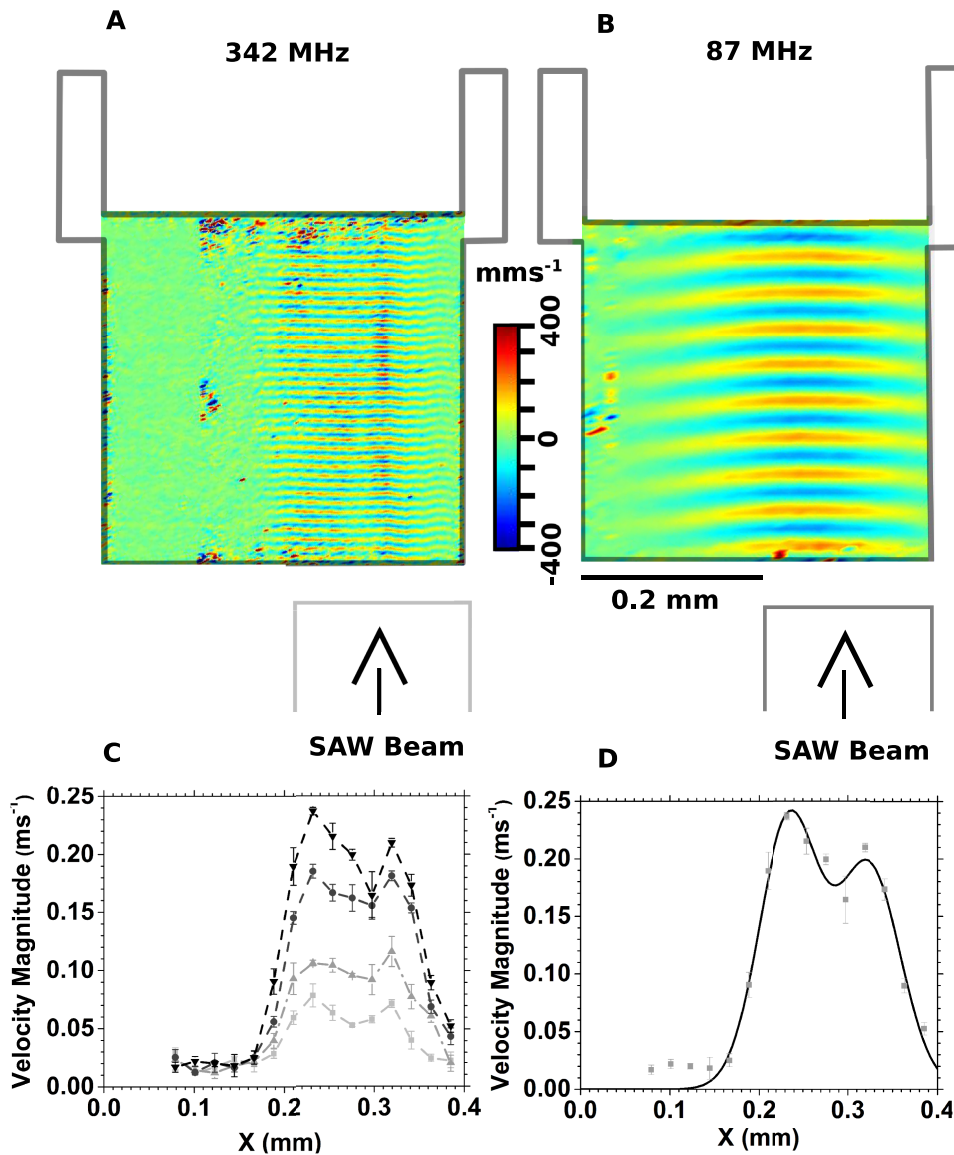 A
B
342 MHz
87 MHz
mms-1
400
0
-400
0.2 mm
C
SAW Beam
D
SAW Beam
Velocity Magnitude (ms-1)
0.25
0.20
0.15
0.10
0.05
0.00
0.0 0.1 0.2 0.3 0.4
X (mm)
Velocity Magnitude (ms-1)
0.25
0.20
0.15
0.10
0.05
0.00
0.0 0.1 0.2 0.3 0.4
X (mm)